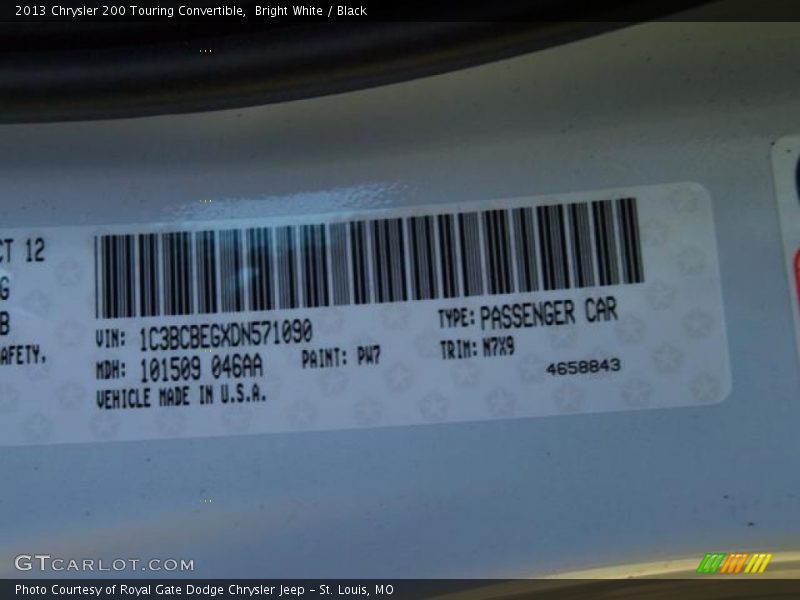 2013 Chrysler 200 Touring Convertible, Bright White / Black
CT 12
G
B
AFETY,
VIN: 1C3BCBEGXDN571090
TYPE: PASSENGER CAR
MDH: 101509 046AA
PAINT: PW7
TRIM: N7X9
VEHICLE MADE IN U.S.A.
4658843
GTCARLOT.COM
Photo Courtesy of Royal Gate Dodge Chrysler Jeep - St. Louis, MO